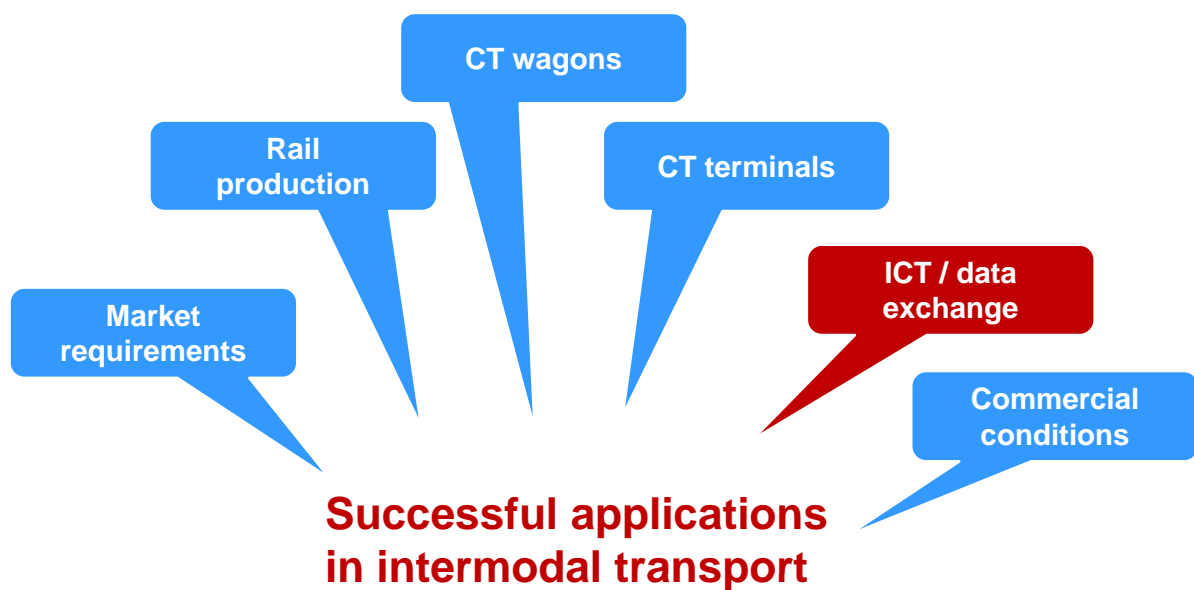 CT wagons
Rail
production
CT terminals
ICT / data
exchange
Market
requirements
Commercial
conditions
Successful applications
in intermodal transport